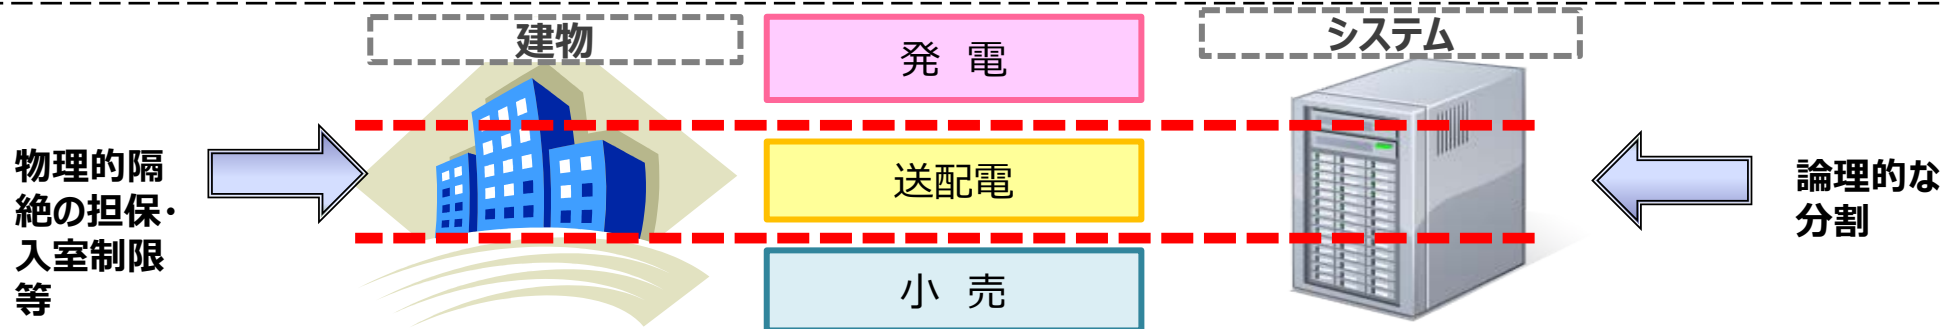 建物
発 電
システム
物理的隔
絶の担保・
入室制限
等
送配電
論理的な
分割
小 売